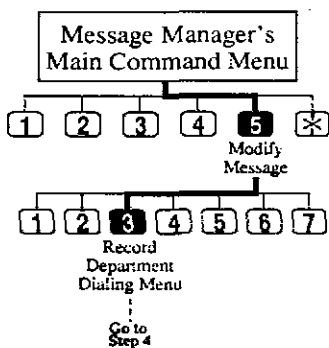 Message Manager's
Main Command Menu
1 2 3 4 5 *
Modify
Message
1 2 3 4 5 6 7
Record
Department
Dialing Menu
Go to
Step 4